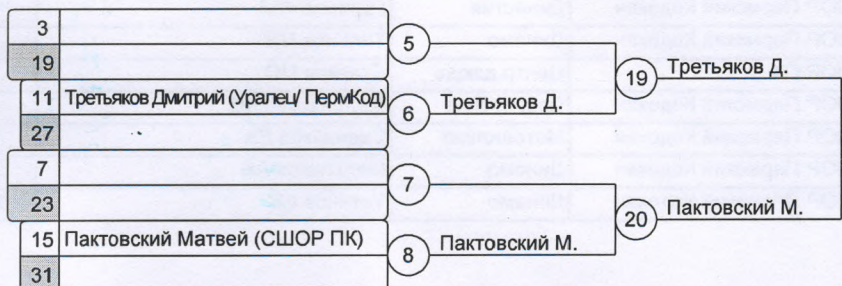 3
5
19
19 Третьяков Д.
11 Третьяков Дмитрий (Уралец/ ПермКод)
6 Третьяков Д.
27
7
7
23
20 Пактовский М.
15 Пактовский Матвей (СШОР ПК)
8 Пактовский М.
31